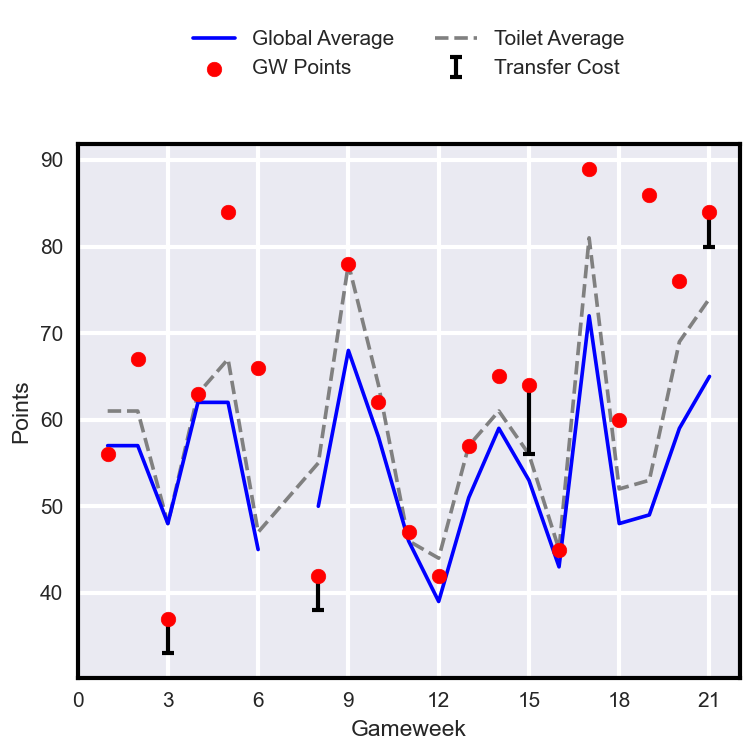 Global Average
Toilet Average
GW Points
Transfer Cost
90
80
70
60
50
40
Points
0 3 6 9 12 15 18 21
Gameweek